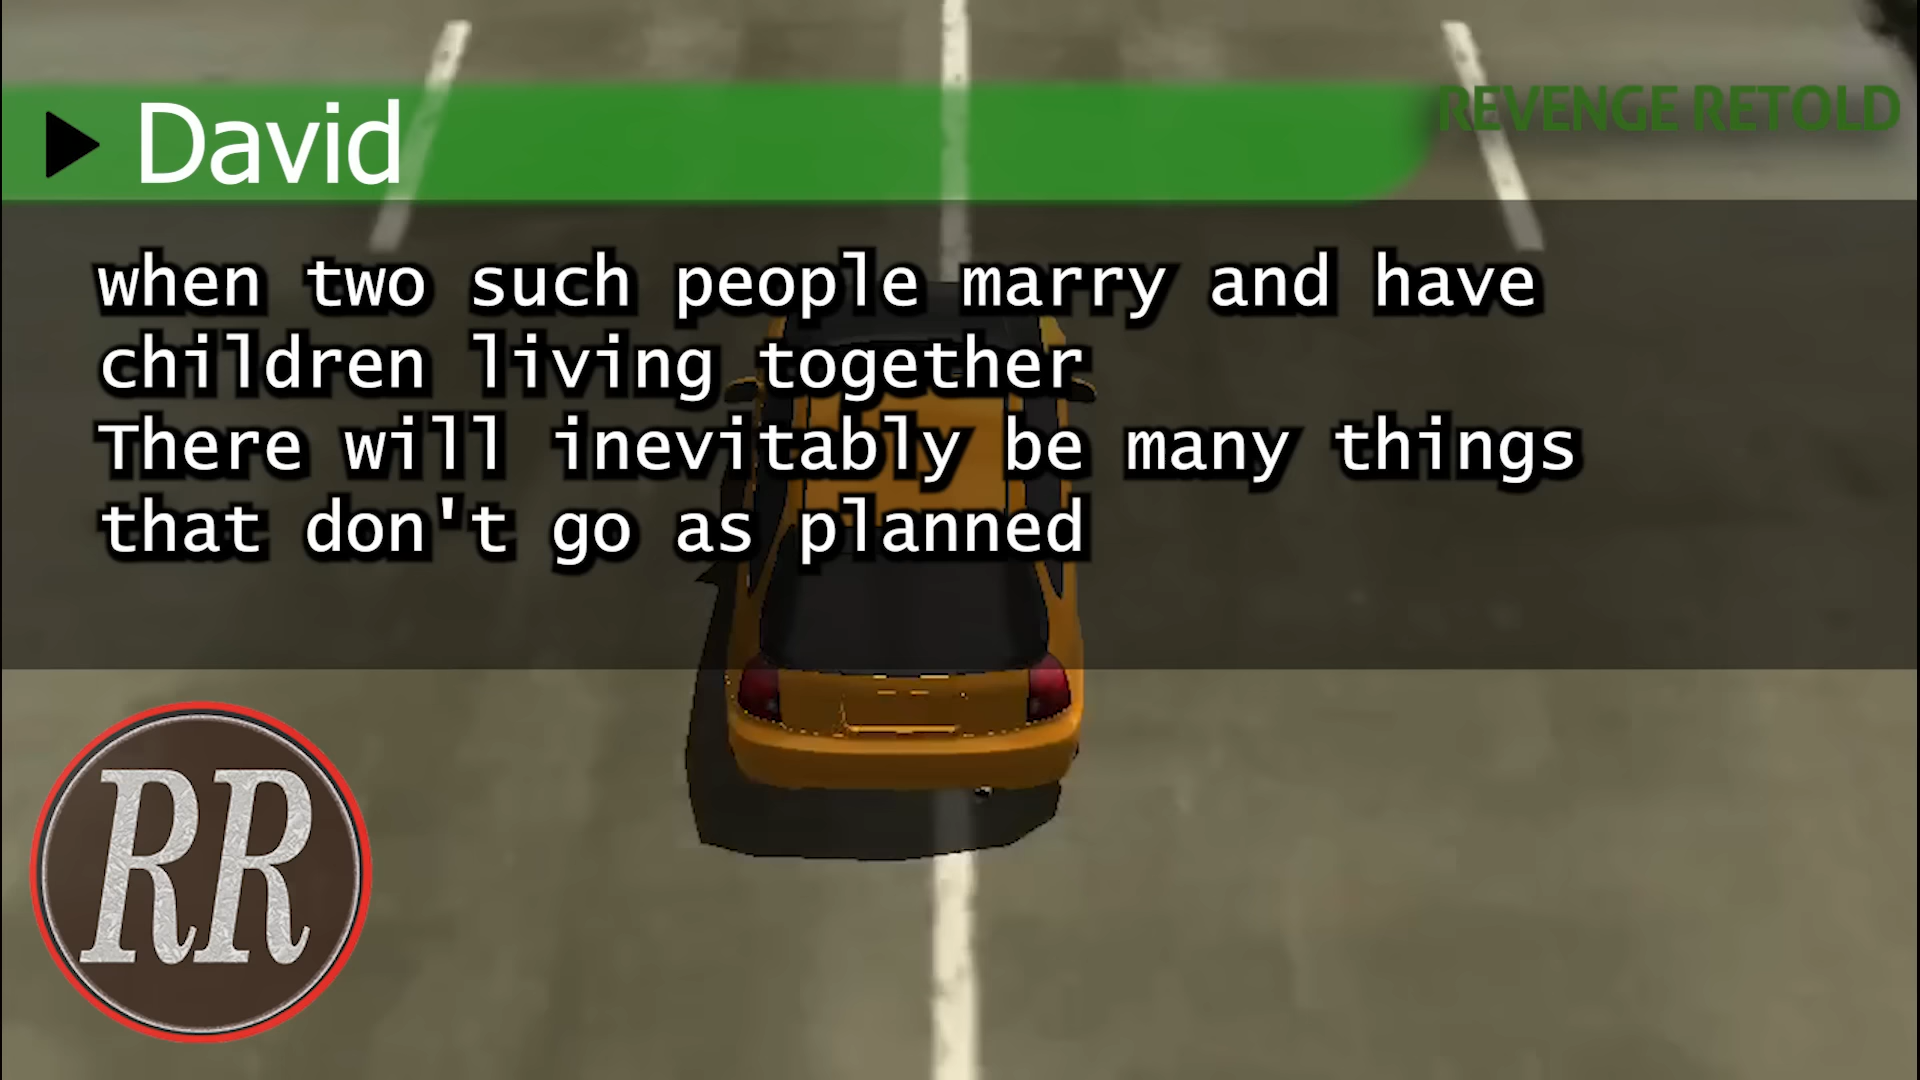 David
REVENGE RETOLD
when two such people marry and have
children living together
There will inevitably be many things
that don't go as planned
RR